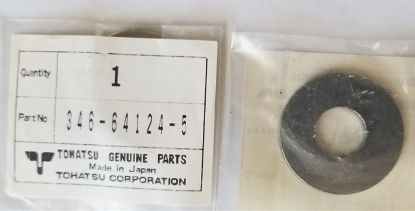 Quantity 1
Part No 346-64124-5
TOHATSU GENUINE PARTS
Made in Japan
TOHATSU CORPORATION